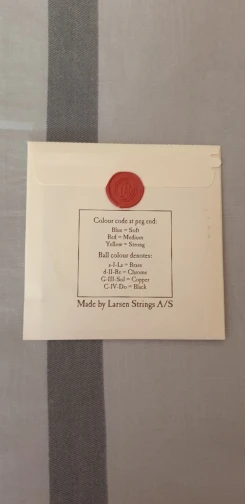 Colour code at peg end:
Blue = Soft
Red = Medium
Yellow = Strong
Ball colour denotes:
a-I-La = Brass
d-II-Re = Chrome
G-III-Sol = Copper
C-IV-Do = Black
Made by Larsen Strings A/S